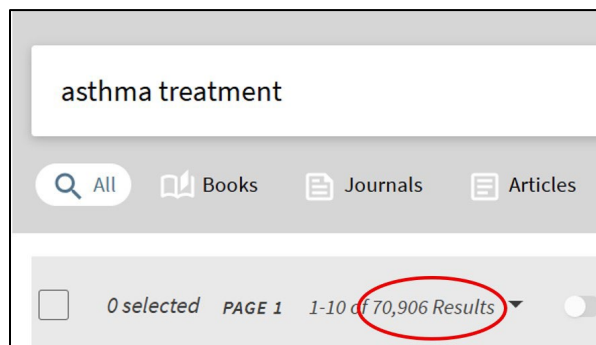 asthma treatment
All Books Journals Articles
0 selected PAGE 1 1-10 of 70,906 Results